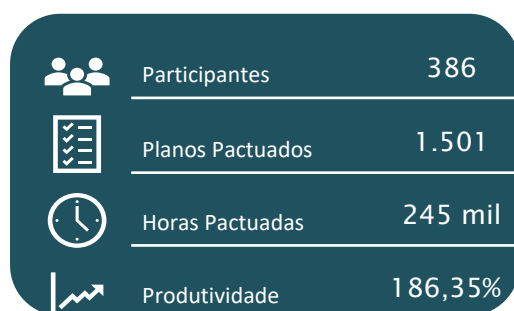 Participantes 386
Planos Pactuados 1.501
Horas Pactuadas 245 mil
Produtividade 186,35%